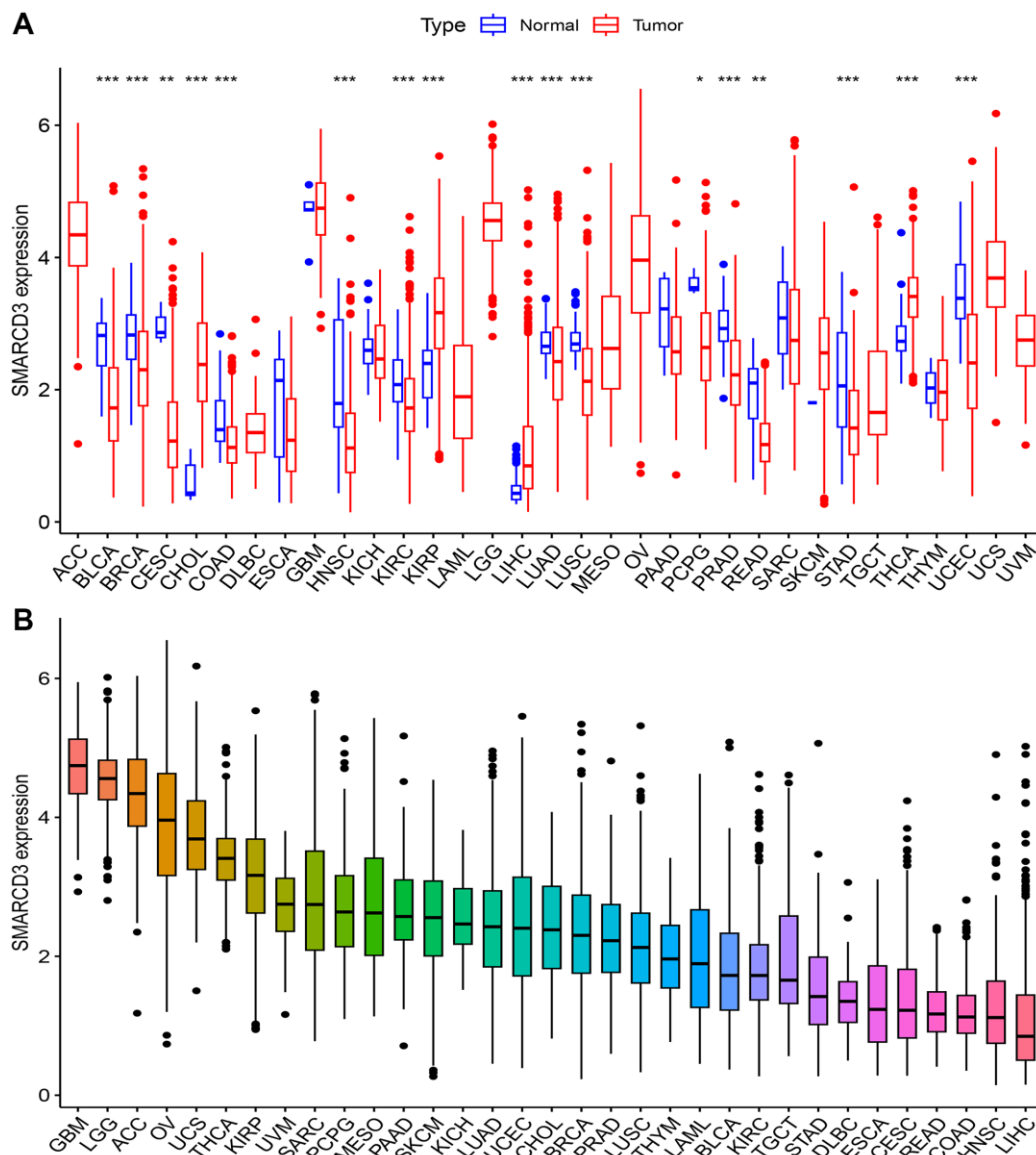 A
Type Normal Tumor
*** *** ** *** *** *** *** *** *** *** *** * *** ** *** *** ***
SMARCD3 expression
6
4
2
0
ACC BLCA BRCA CESC CHOL COAD DLBC ESCA GBM HNSC KICH KIRC KIRP LAML LGG LIHC LUAD LUSC MESO OV PAAD PCPG PRAD READ SARC SKCM STAD TGCT THCA THYM UCEC UCS UVM
B
SMARCD3 expression
6
4
2
0
GBM LGG ACC OV UCS THCA KIRP UVM SARC PCPG MESO PAAD SKCM KICH LUAD UCEC CHOL BRCA PRAD LUSC THYM LAML BLCA KIRC TGCT STAD DLBC ESCA CESC READ COAD HNSC LIHC